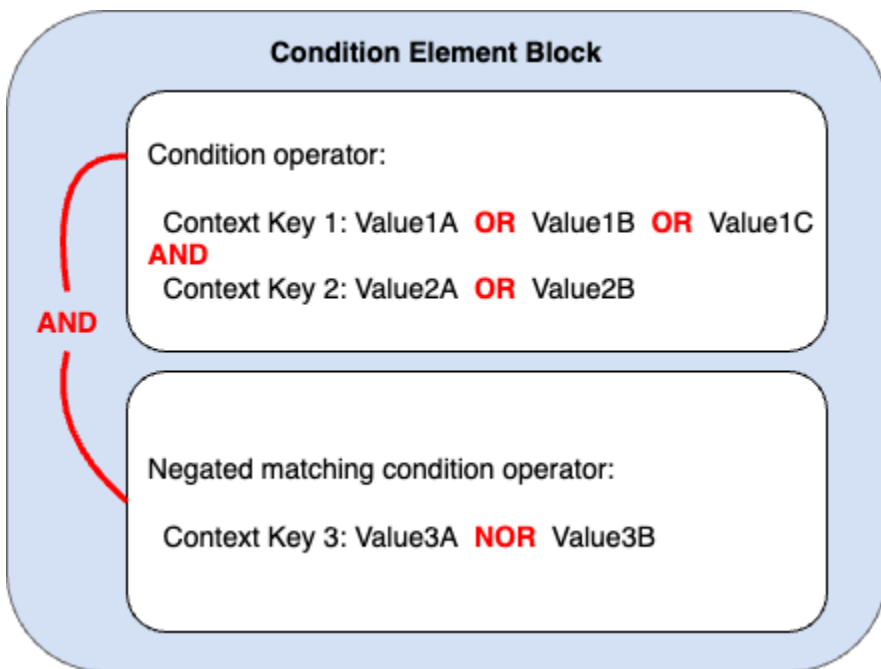 Condition Element Block
Condition operator:
Context Key 1: Value1A OR Value1B OR Value1C
AND
Context Key 2: Value2A OR Value2B
AND
Negated matching condition operator:
Context Key 3: Value3A NOR Value3B